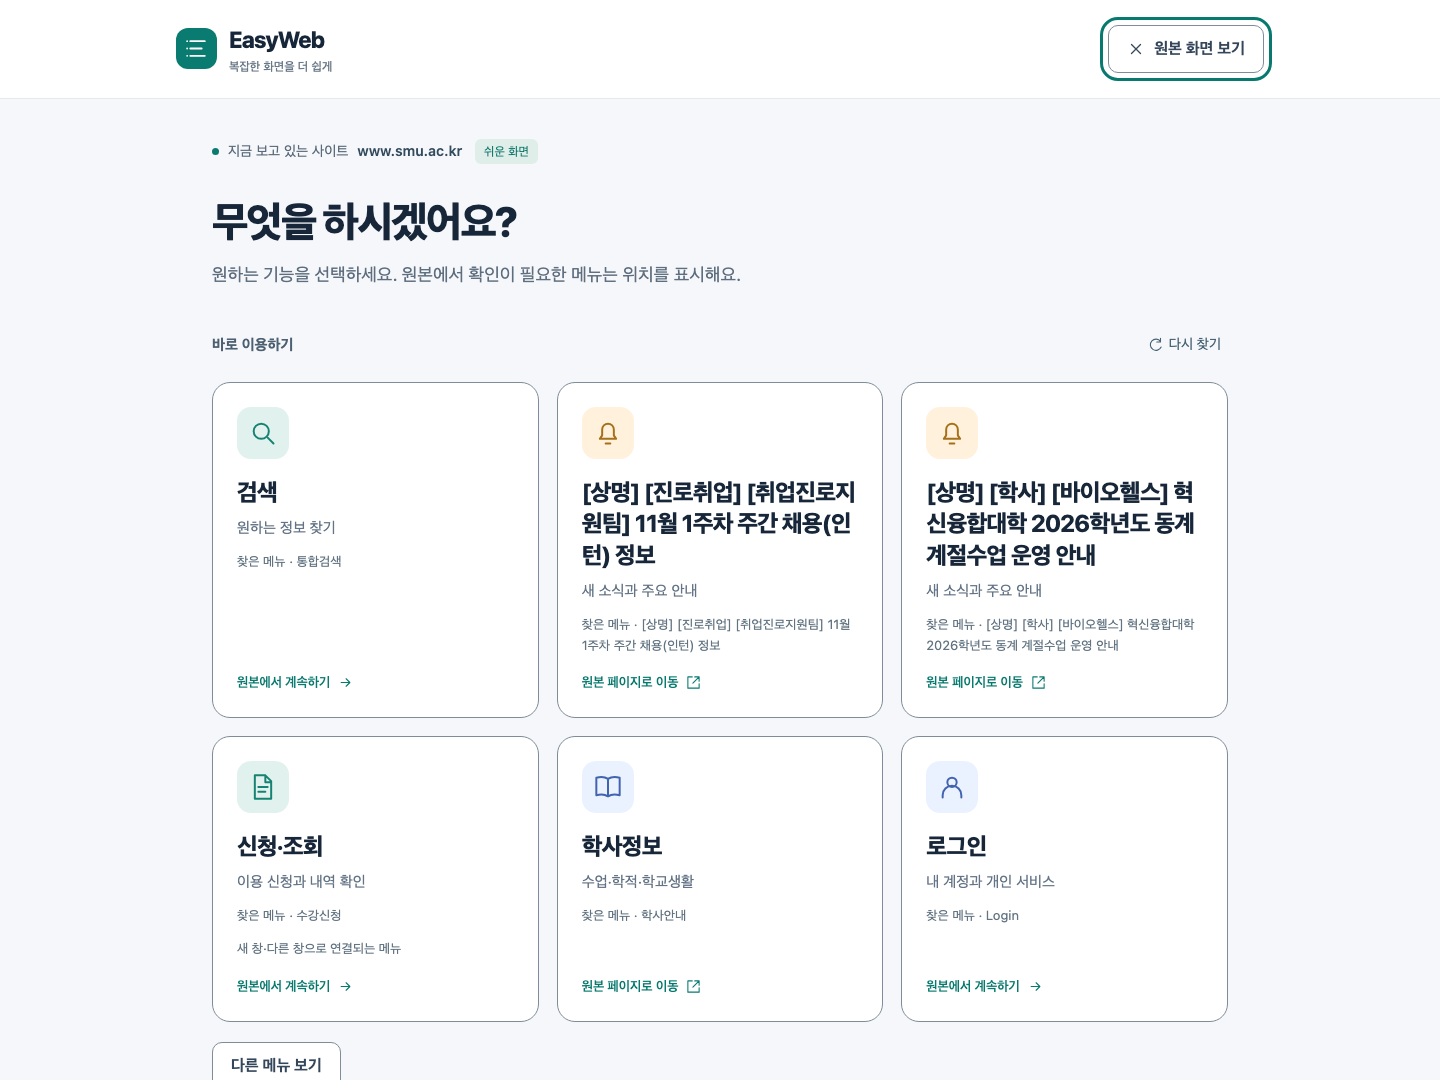 EasyWeb
복잡한 화면을 더 쉽게
원본 화면 보기
지금 보고 있는 사이트 www.smu.ac.kr 쉬운 화면
무엇을 하시겠어요?
원하는 기능을 선택하세요. 원본에서 확인이 필요한 메뉴는 위치를 표시해요.
바로 이용하기
다시 찾기
검색
원하는 정보 찾기
찾은 메뉴 · 통합검색
원본에서 계속하기
[상명] [진로취업] [취업진로지
원팀] 11월 1주차 주간 채용(인
턴) 정보
새 소식과 주요 안내
찾은 메뉴 · [상명] [진로취업] [취업진로지원팀] 11월
1주차 주간 채용(인턴) 정보
원본 페이지로 이동
[상명] [학사] [바이오헬스] 혁
신융합대학 2026학년도 동계
계절수업 운영 안내
새 소식과 주요 안내
찾은 메뉴 · [상명] [학사] [바이오헬스] 혁신융합대학
2026학년도 동계 계절수업 운영 안내
원본 페이지로 이동
신청·조회
이용 신청과 내역 확인
찾은 메뉴 · 수강신청
새 창·다른 창으로 연결되는 메뉴
원본에서 계속하기
학사정보
수업·학적·학교생활
찾은 메뉴 · 학사안내
원본 페이지로 이동
로그인
내 계정과 개인 서비스
찾은 메뉴 · Login
원본에서 계속하기
다른 메뉴 보기